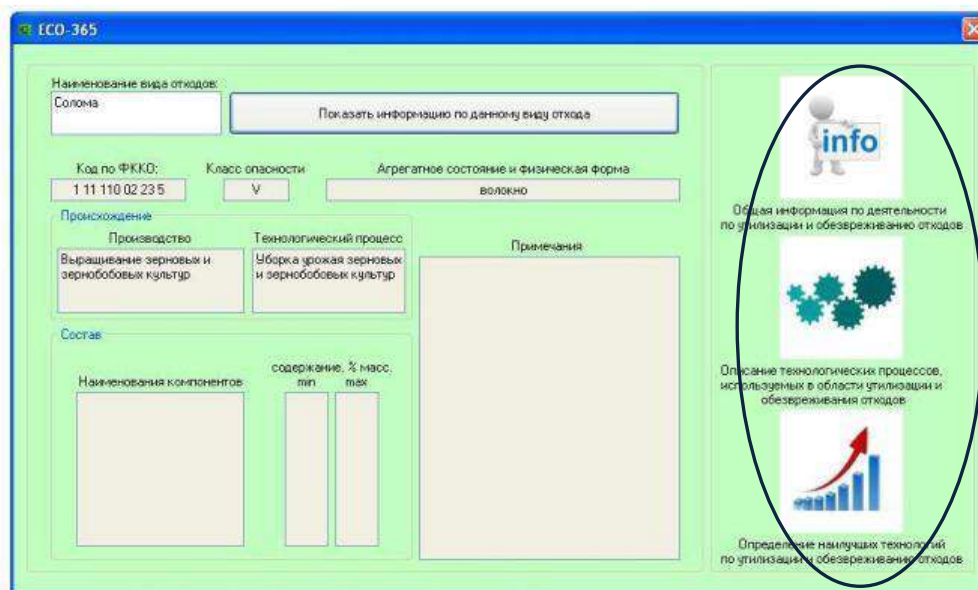 ECO-365
Наименование вида отходов:
Солома
Показать информацию по данному виду отхода
Код по ФККО:
Класс опасности
Агрегатное состояние и физическая форма
1 11 110 02 23 5
V
волокно
Происхождение
Производство
Технологический процесс
Выращивание зерновых и
зернобобовых культур
Уборка урожая зерновых
и зернобобовых культур
Примечания
Состав
Наименования компонентов
содержание, % масс.
min max
info
Общая информация по деятельности
по утилизации и обезвреживанию отходов
Описание технологических процессов,
используемых в области утилизации и
обезвреживания отходов
Определение наилучших технологий
по утилизации и обезвреживанию отходов